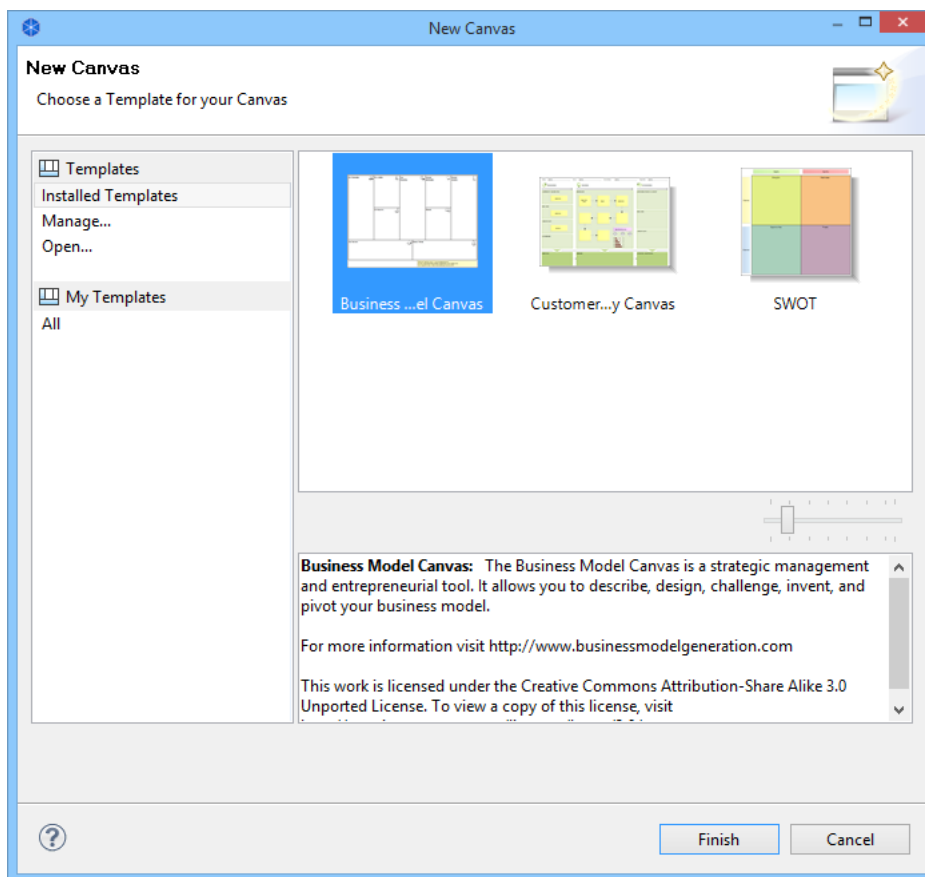 New Canvas
New Canvas
Choose a Template for your Canvas
Templates
Installed Templates
Manage...
Open...
My Templates
All
Business ...el Canvas
Customer...y Canvas
SWOT
Business Model Canvas: The Business Model Canvas is a strategic management
and entrepreneurial tool. It allows you to describe, design, challenge, invent, and
pivot your business model.
For more information visit http://www.businessmodelgeneration.com
This work is licensed under the Creative Commons Attribution-Share Alike 3.0
Unported License. To view a copy of this license, visit
Finish
Cancel